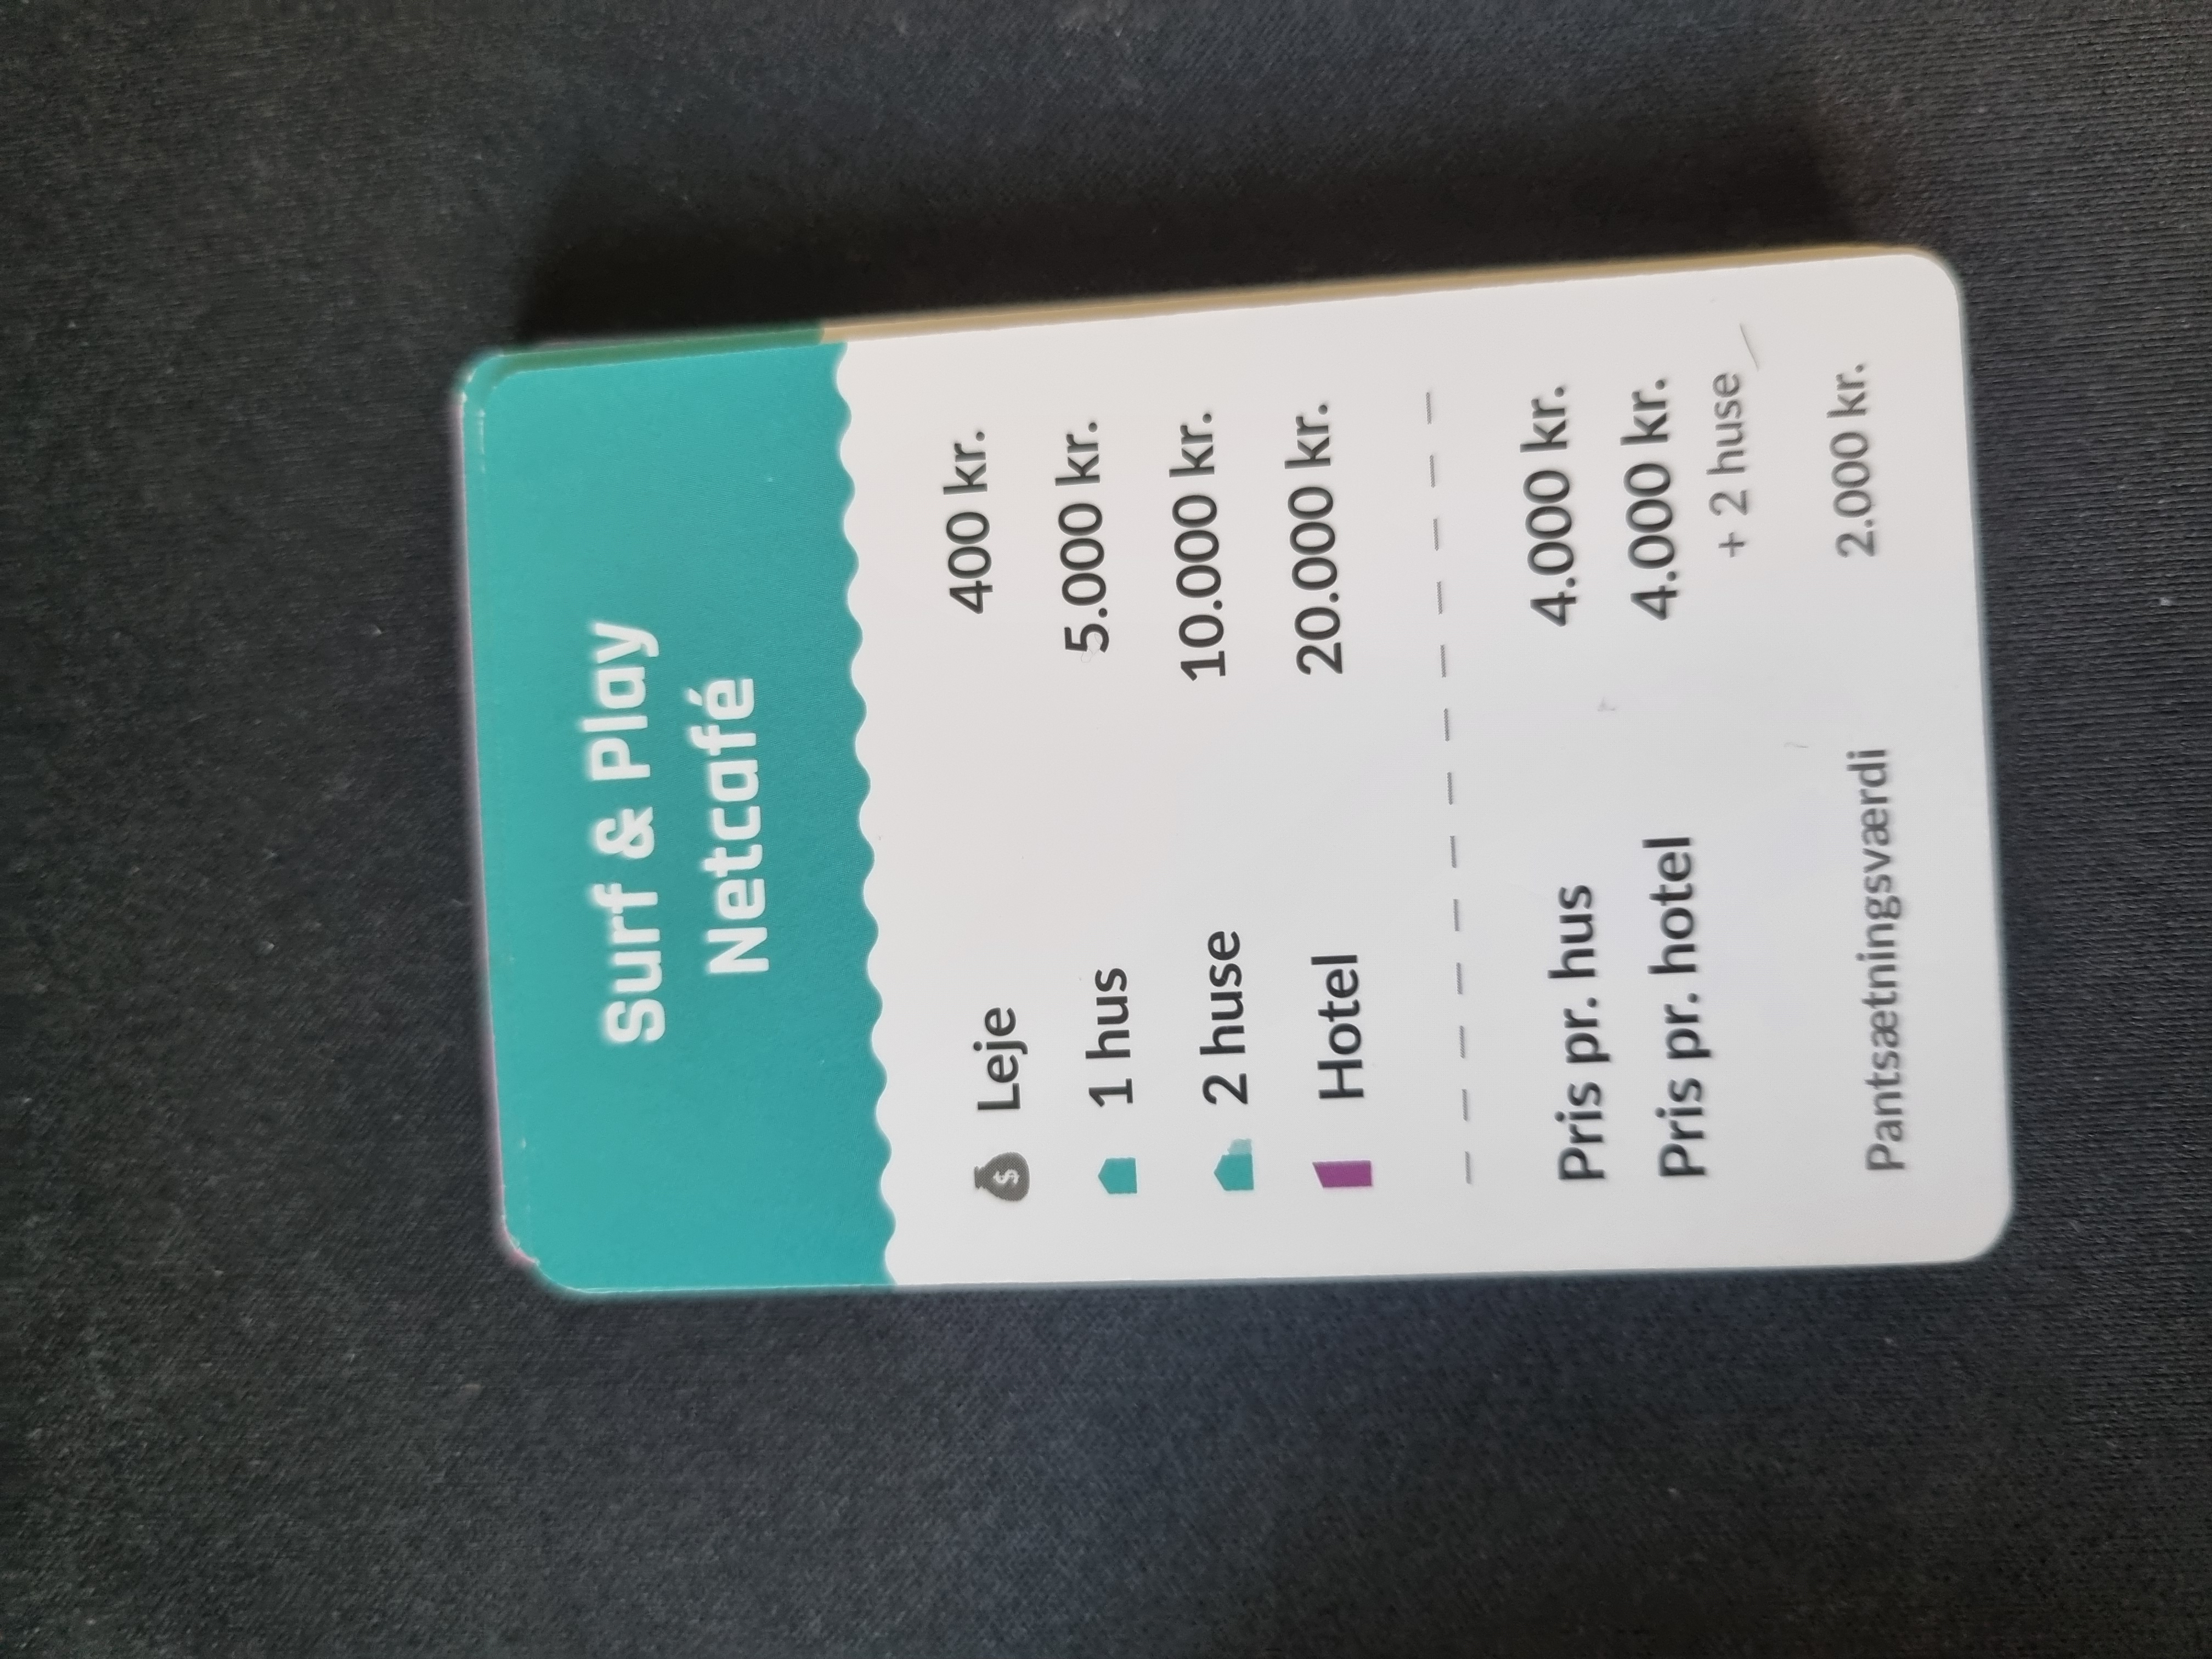 Surf & Play
Netcafé
Leje 400 kr.
1 hus 5.000 kr.
2 huse 10.000 kr.
Hotel 20.000 kr.
Pris pr. hus 4.000 kr.
Pris pr. hotel 4.000 kr.
+ 2 huse
Pantsætningsværdi 2.000 kr.